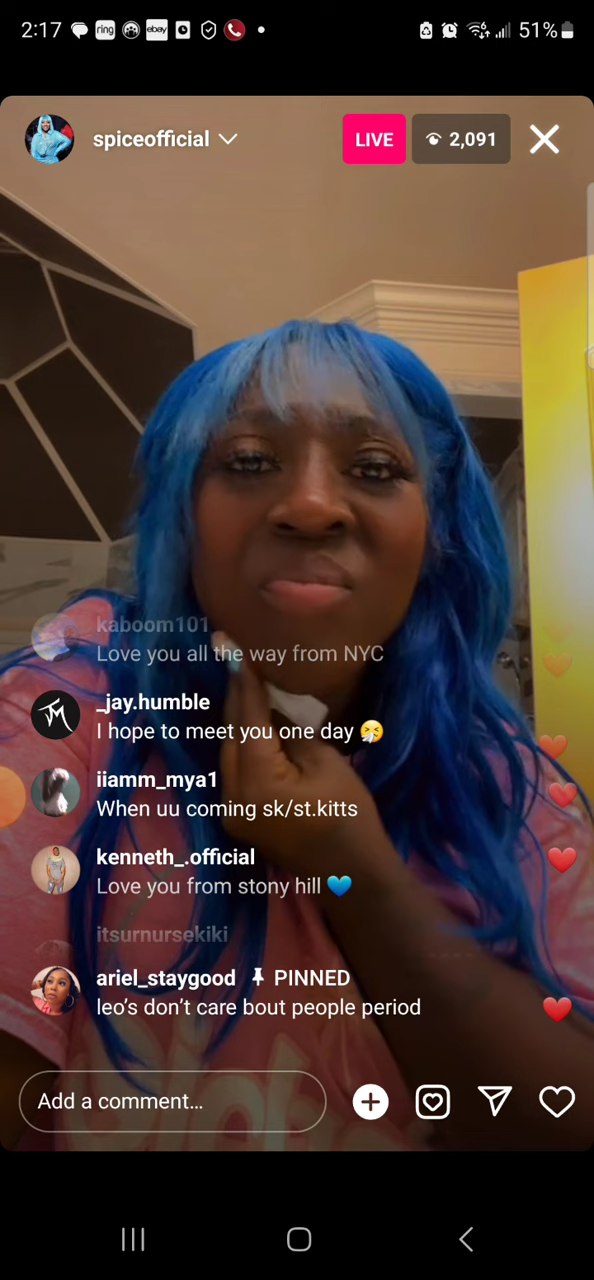 2:17 ring ebay 51%
spiceofficial LIVE 2,091
kaboom101
Love you all the way from NYC
_jay.humble
I hope to meet you one day 🤧
iiamm_mya1
When uu coming sk/st.kitts
kenneth_.official
Love you from stony hill 💙
itsurnursekiki
ariel_staygood PINNED
leo's don't care bout people period
Add a comment...